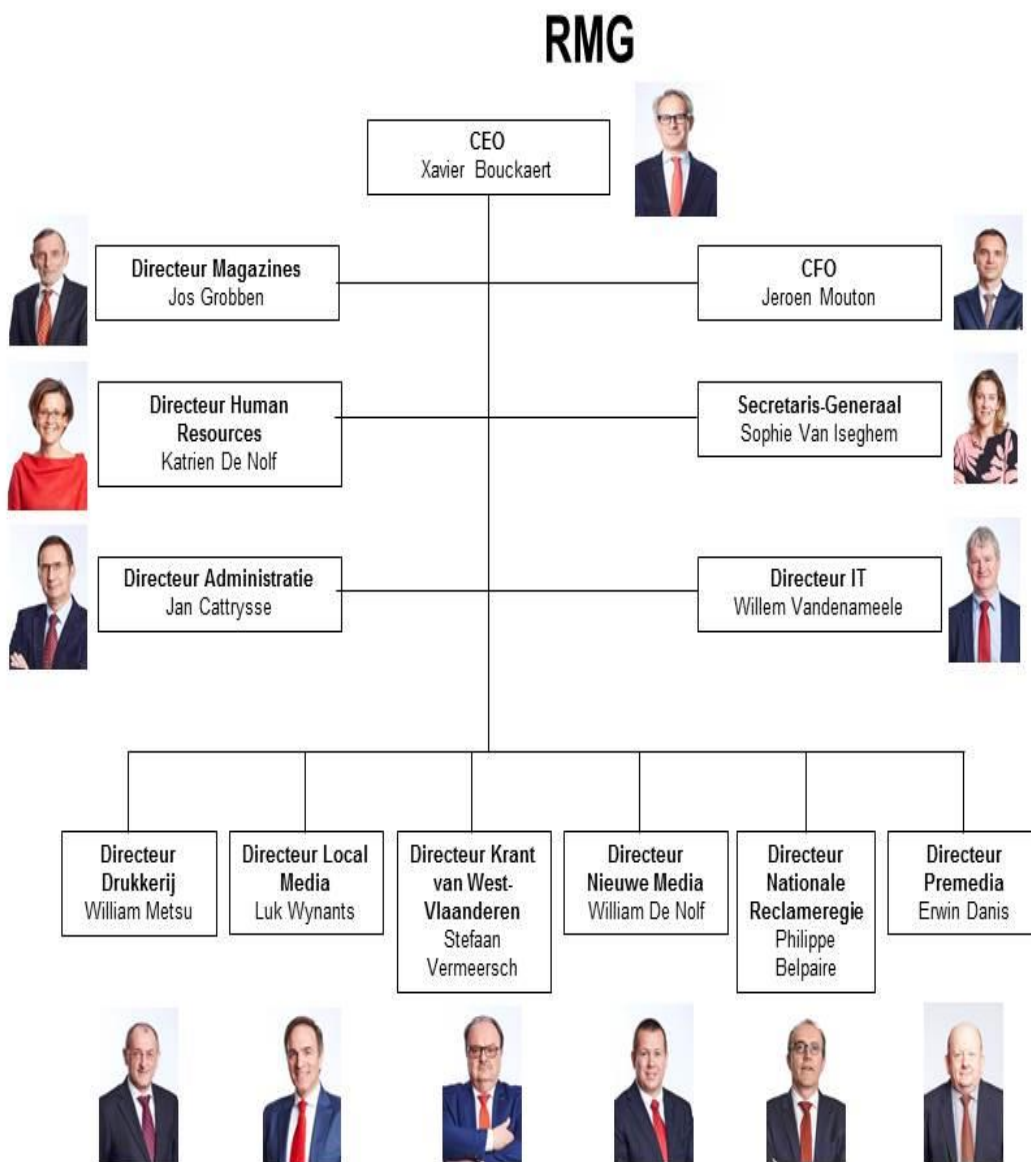 RMG
CEO
Xavier Bouckaert
Directeur Magazines
Jos Grobben
CFO
Jeroen Mouton
Directeur Human
Resources
Katrien De Nolf
Secretaris-Generaal
Sophie Van Iseghem
Directeur Administratie
Jan Cattrysse
Directeur IT
Willem Vandenameele
Directeur
Drukkerij
William Metsu
Directeur Local
Media
Luk Wynants
Directeur Krant
van West-
Vlaanderen
Stefaan
Vermeersch
Directeur
Nieuwe Media
William De Nolf
Directeur
Nationale
Reclameregie
Philippe
Belpaire
Directeur
Premedia
Erwin Danis